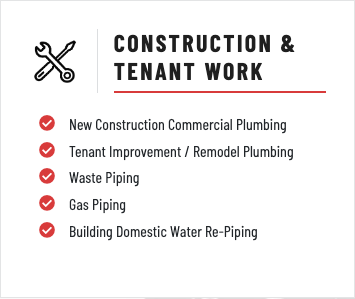 CONSTRUCTION &
TENANT WORK
New Construction Commercial Plumbing
Tenant Improvement / Remodel Plumbing
Waste Piping
Gas Piping
Building Domestic Water Re-Piping